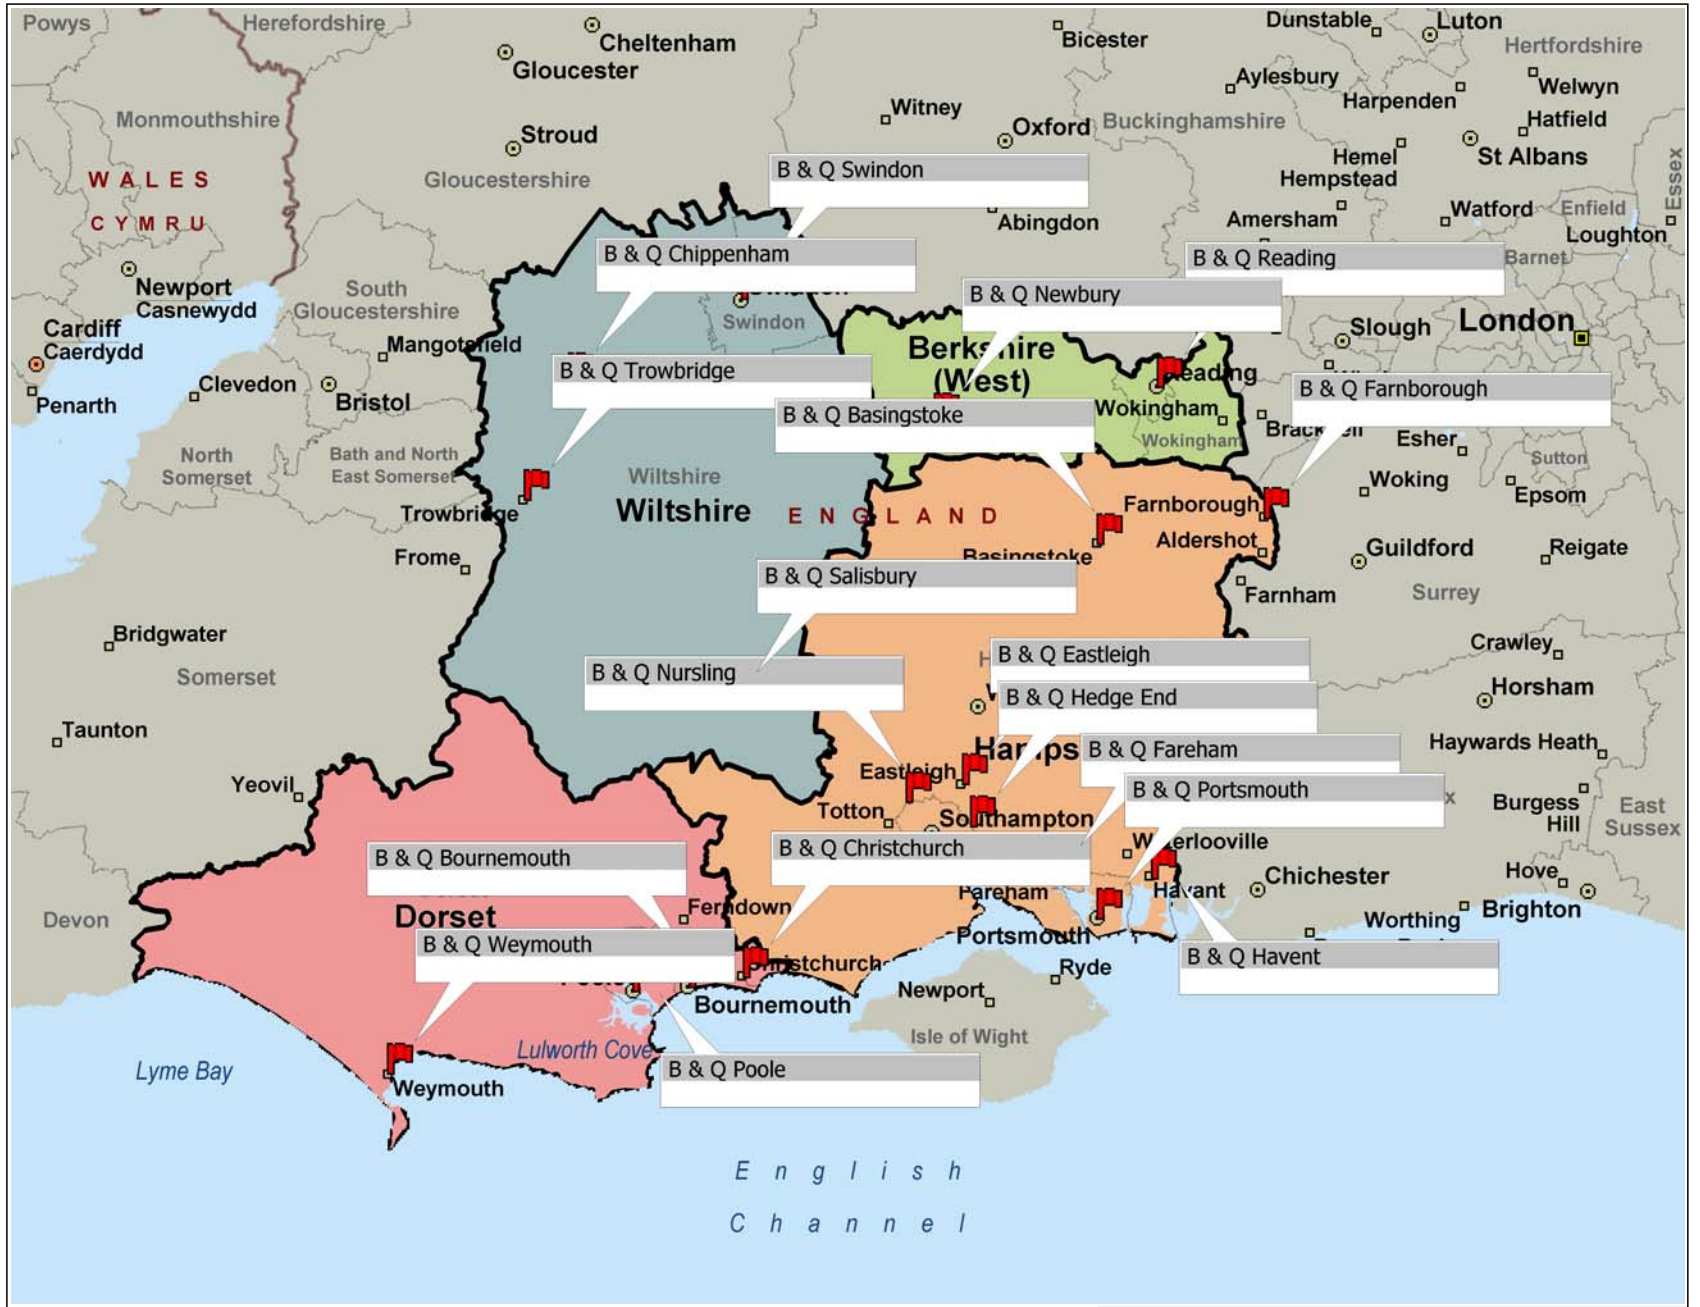 Powys
Herefordshire
Cheltenham
Gloucester
Bicester
Dunstable
Luton
Hertfordshire
Aylesbury
Welwyn
Harpenden
Monmouthshire
Witney
Oxford
Buckinghamshire
Hatfield
Stroud
St Albans
Hemel
Hempstead
Essex
WALES
CYMRU
Gloucestershire
B & Q Swindon
Abingdon
Amersham
Watford
Enfield
Loughton
Barnet
B & Q Chippenham
B & Q Reading
Newport
Casnewydd
South
Gloucestershire
B & Q Newbury
Swindon
Cardiff
Caerdydd
Mangotsfield
Slough
London
Berkshire
(West)
Penarth
Clevedon
Bristol
B & Q Trowbridge
Reading
B & Q Farnborough
B & Q Basingstoke
Wokingham
Wokingham
Bracknell
Esher
Sutton
North
Somerset
Bath and North
East Somerset
Wiltshire
Wiltshire
ENGLAND
Woking
Epsom
Trowbridge
Farnborough
Aldershot
Basingstoke
Frome
Guildford
Reigate
B & Q Salisbury
Farnham
Surrey
Bridgwater
Somerset
Crawley
B & Q Eastleigh
B & Q Nursling
B & Q Hedge End
Horsham
Taunton
Haywards Heath
Hamps
B & Q Fareham
Eastleigh
Yeovil
B & Q Portsmouth
Totton
Southampton
Burgess
Hill
East
Sussex
Waterlooville
B & Q Bournemouth
B & Q Christchurch
Hove
Chichester
Havant
Fareham
Devon
Dorset
Ferndown
Worthing
Brighton
Portsmouth
B & Q Weymouth
B & Q Havent
Christchurch
Ryde
Newport
Poole
Bournemouth
Isle of Wight
Lyme Bay
Lulworth Cove
B & Q Poole
Weymouth
English
Channel